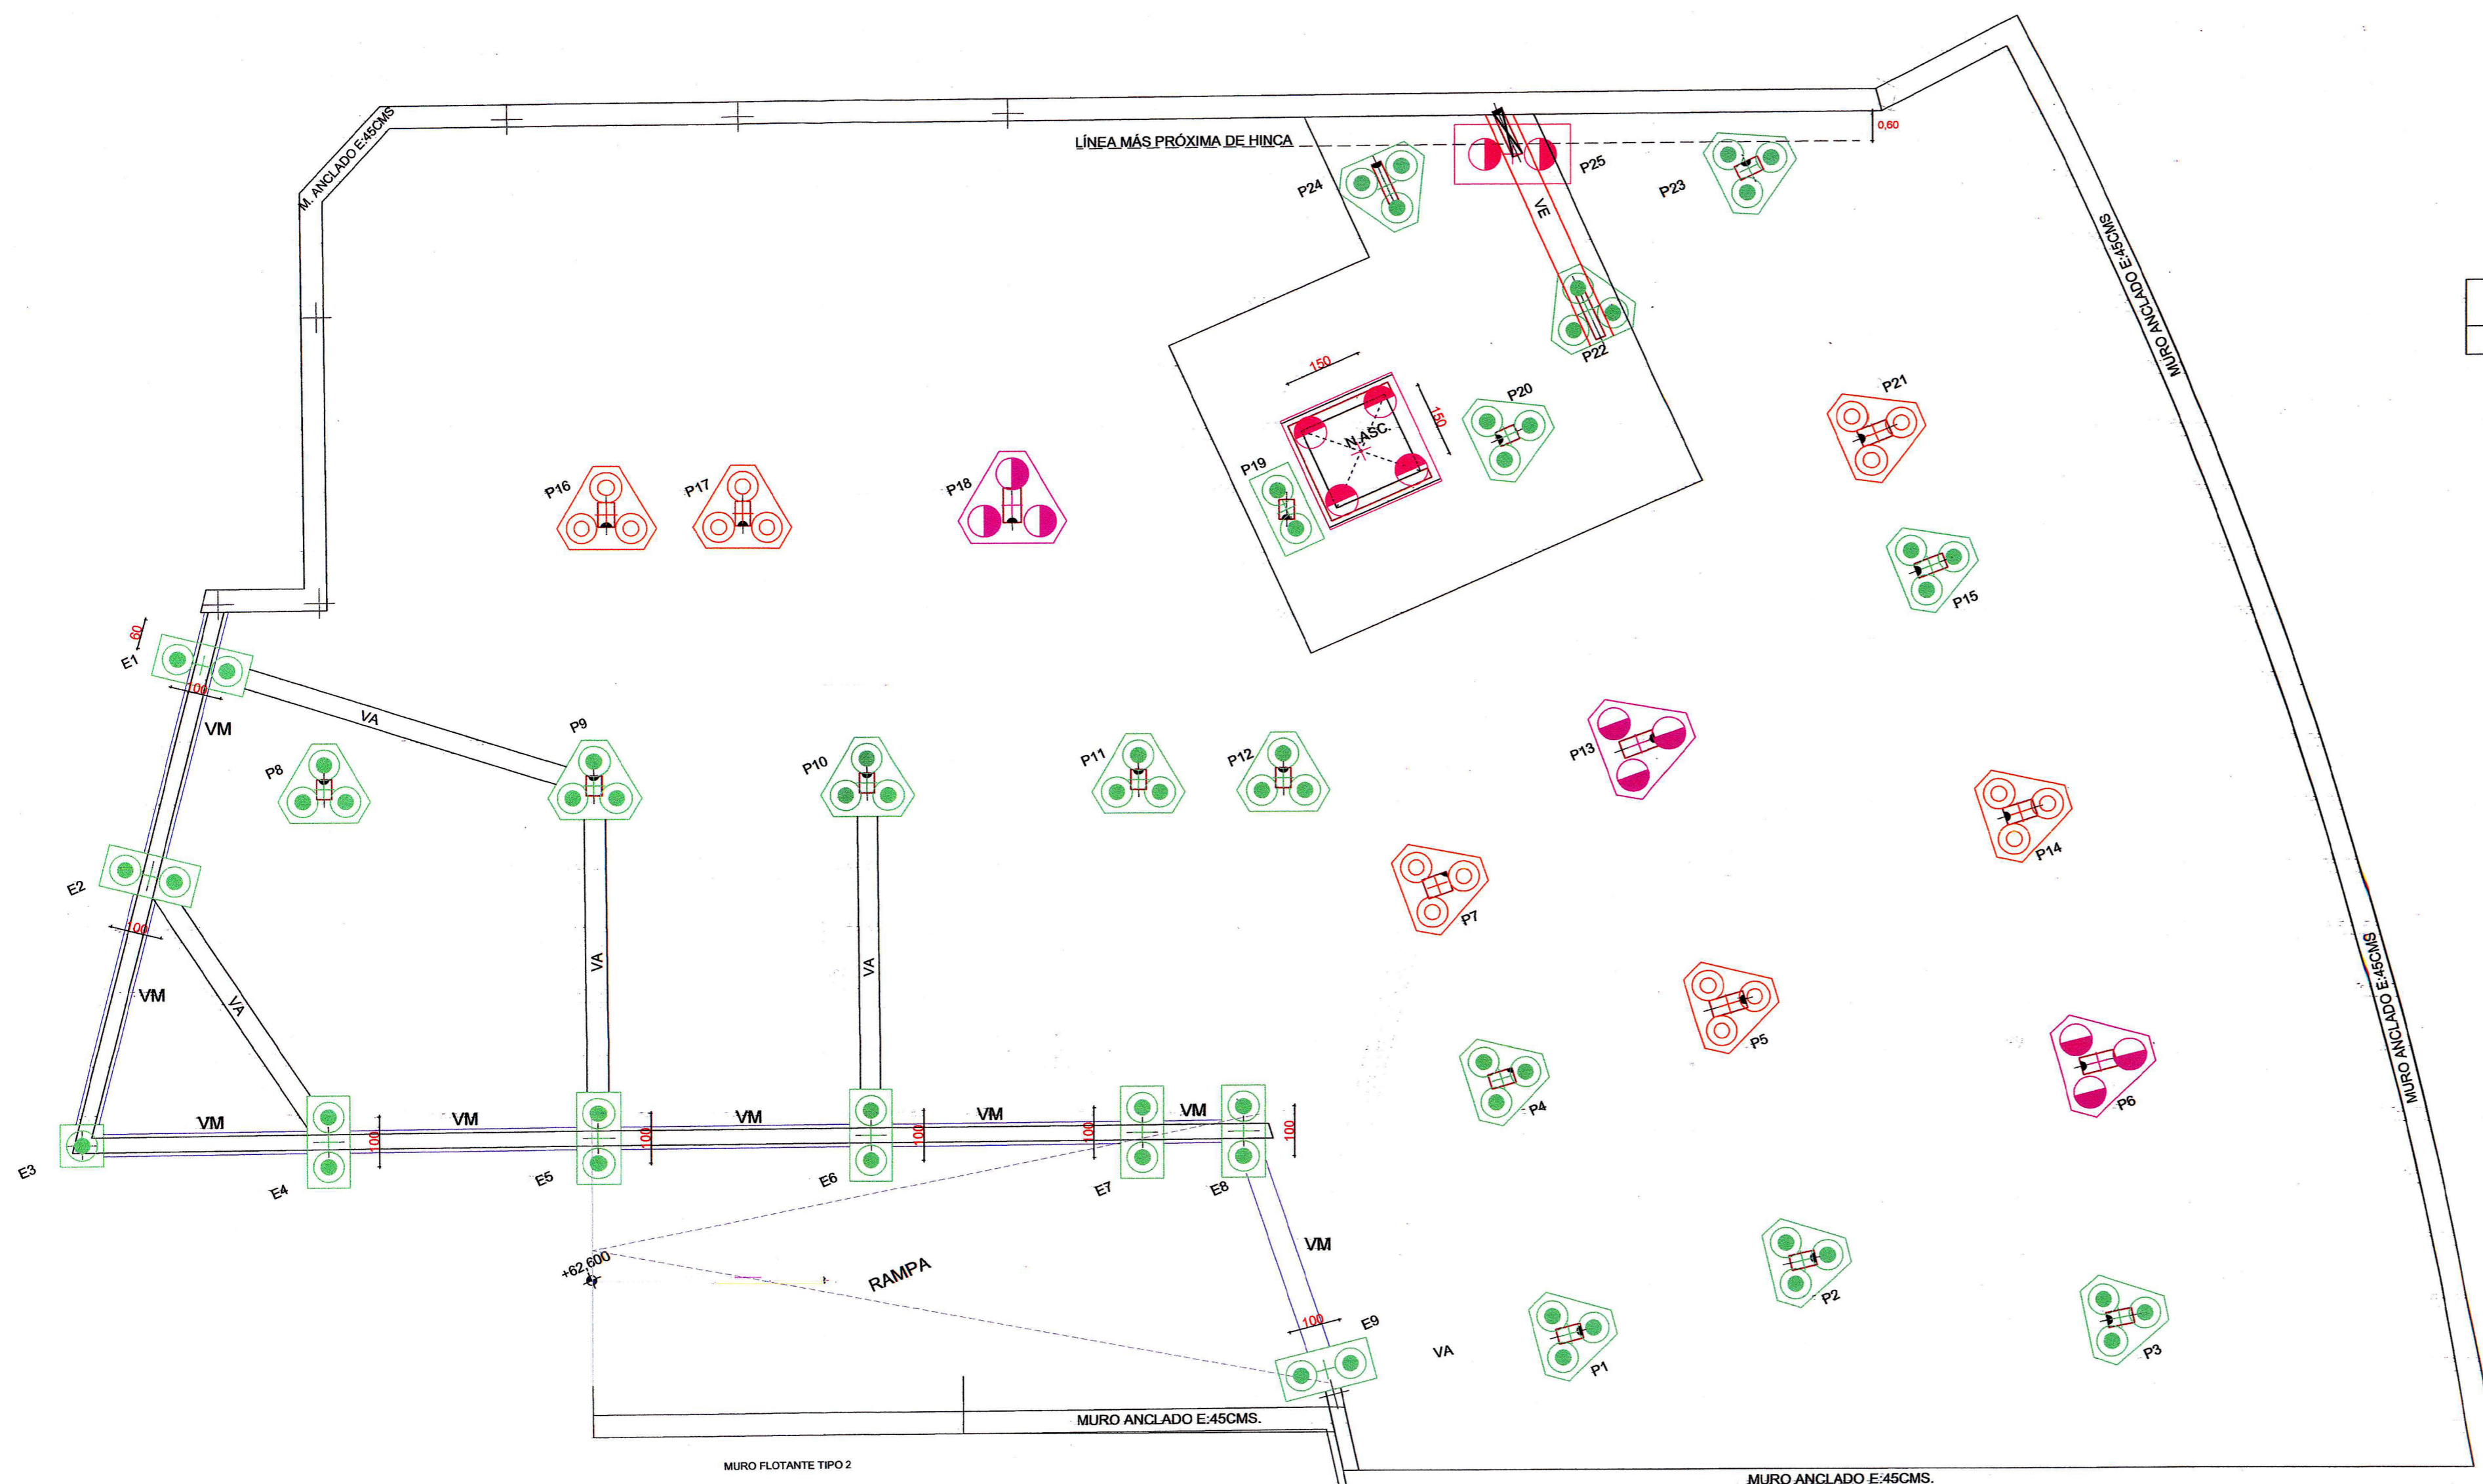 M. ANCLADO E:45CMS
LÍNEA MÁS PRÓXIMA DE HINCA
0,60
P24
P25
P23
VE
MURO ANCLADO E:45CMS
P22
150
150
N.ASC.
P20
P21
P19
P16
P17
P18
P15
60
E1
100
VM
VA
P8
P9
P10
P11
P12
P13
P14
P7
E2
100
VM
VA
VA
VA
P5
P4
P6
MURO ANCLADO E:45CMS
VM
VM
VM
VM
VM
100
100
100
100
100
E3
E4
E5
E6
E7
E8
VM
+62,600
RAMPA
100
E9
VA
P1
P2
P3
MURO ANCLADO E:45CMS.
MURO FLOTANTE TIPO 2
MURO ANCLADO E:45CMS.